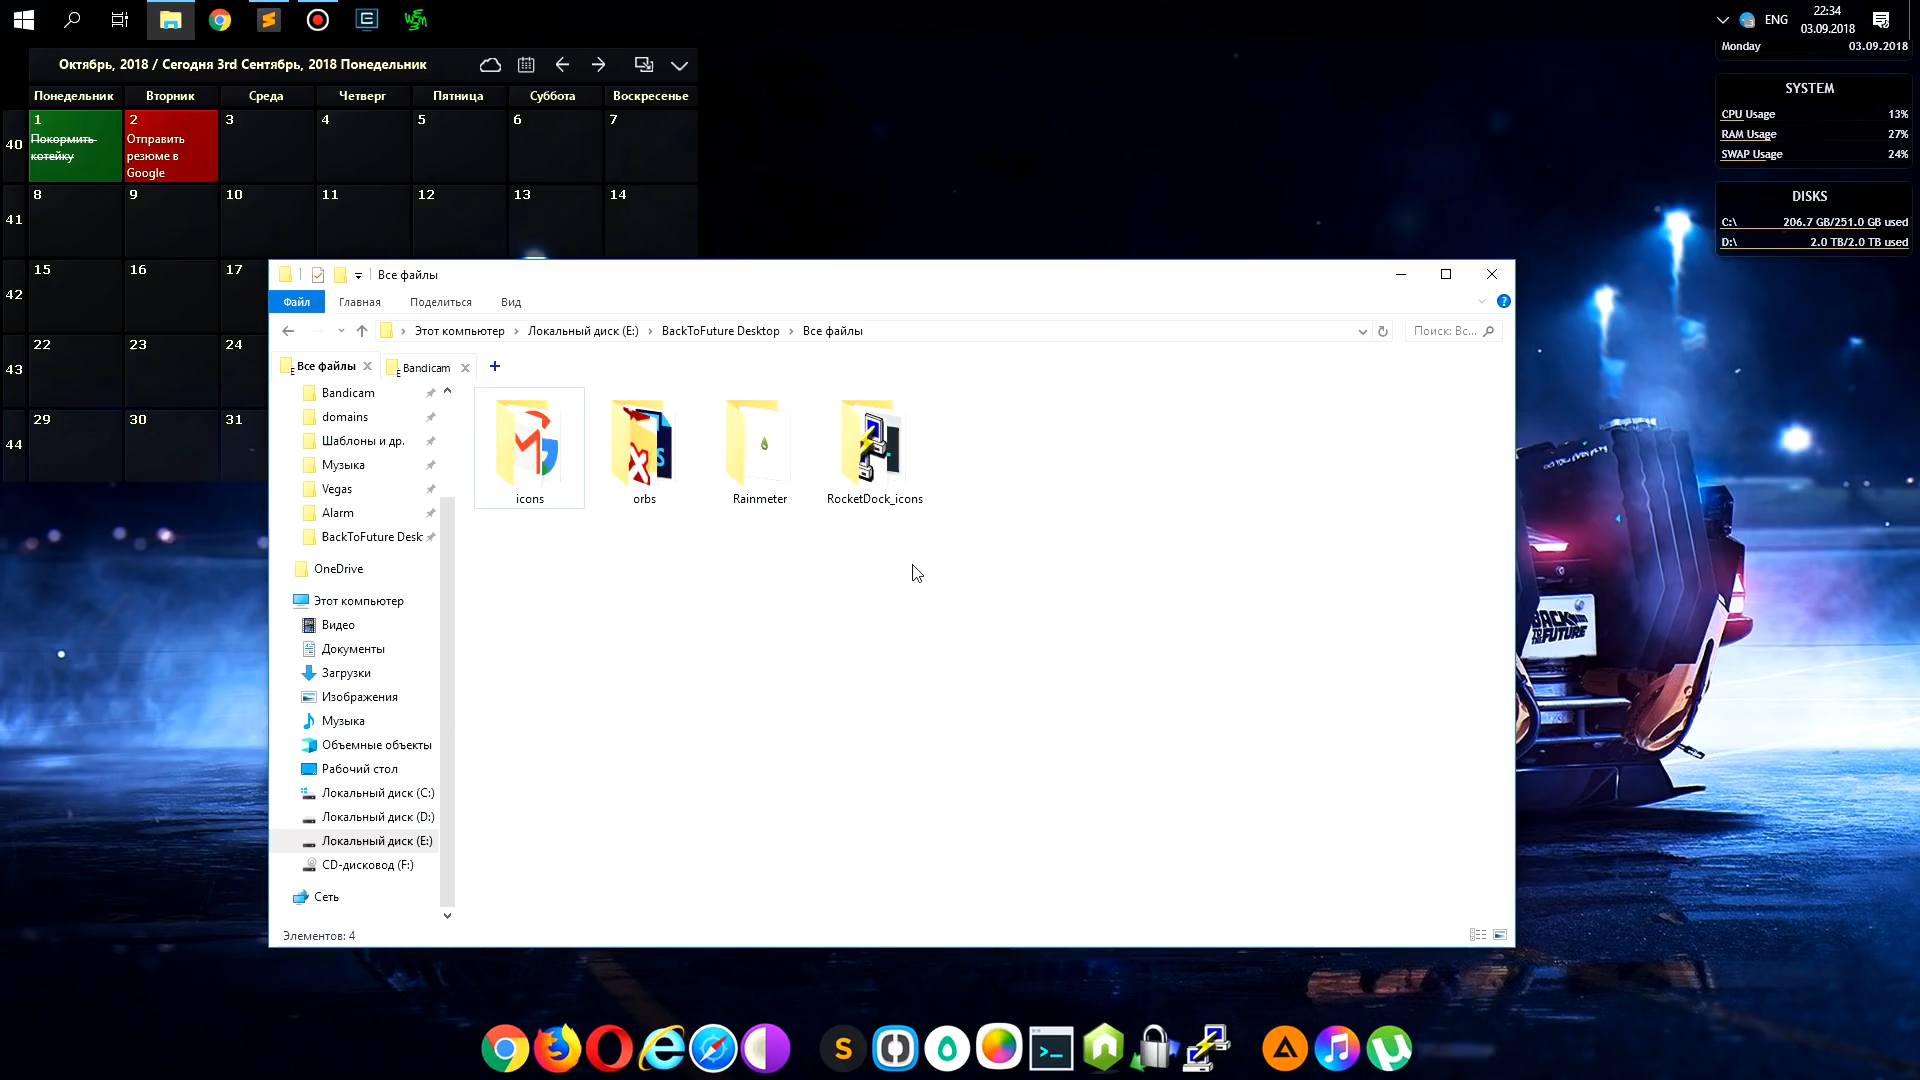 ENG
22:34
03.09.2018
Monday 03.09.2018
SYSTEM
CPU Usage 13%
RAM Usage 27%
SWAP Usage 24%
DISKS
C:\ 206.7 GB/251.0 GB used
D:\ 2.0 TB/2.0 TB used
Октябрь, 2018 / Сегодня 3rd Сентябрь, 2018 Понедельник
Понедельник Вторник Среда Четверг Пятница Суббота Воскресенье
40 1 2 3 4 5 6 7
Покормить
котейку
Отправить
резюме в
Google
41 8 9 10 11 12 13 14
42 15 16 17
43 22 23 24
44 29 30 31
Все файлы
Файл Главная Поделиться Вид
Этот компьютер Локальный диск (E:) BackToFuture Desktop Все файлы
Поиск: Вс...
Все файлы Bandicam
Bandicam
domains
Шаблоны и др.
Музыка
Vegas
Alarm
BackToFuture Desk
OneDrive
Этот компьютер
Видео
Документы
Загрузки
Изображения
Музыка
Объемные объекты
Рабочий стол
Локальный диск (C:)
Локальный диск (D:)
Локальный диск (E:)
CD-дисковод (F:)
Сеть
icons orbs Rainmeter RocketDock_icons
Элементов: 4
BACK
TO THE
FUTURE